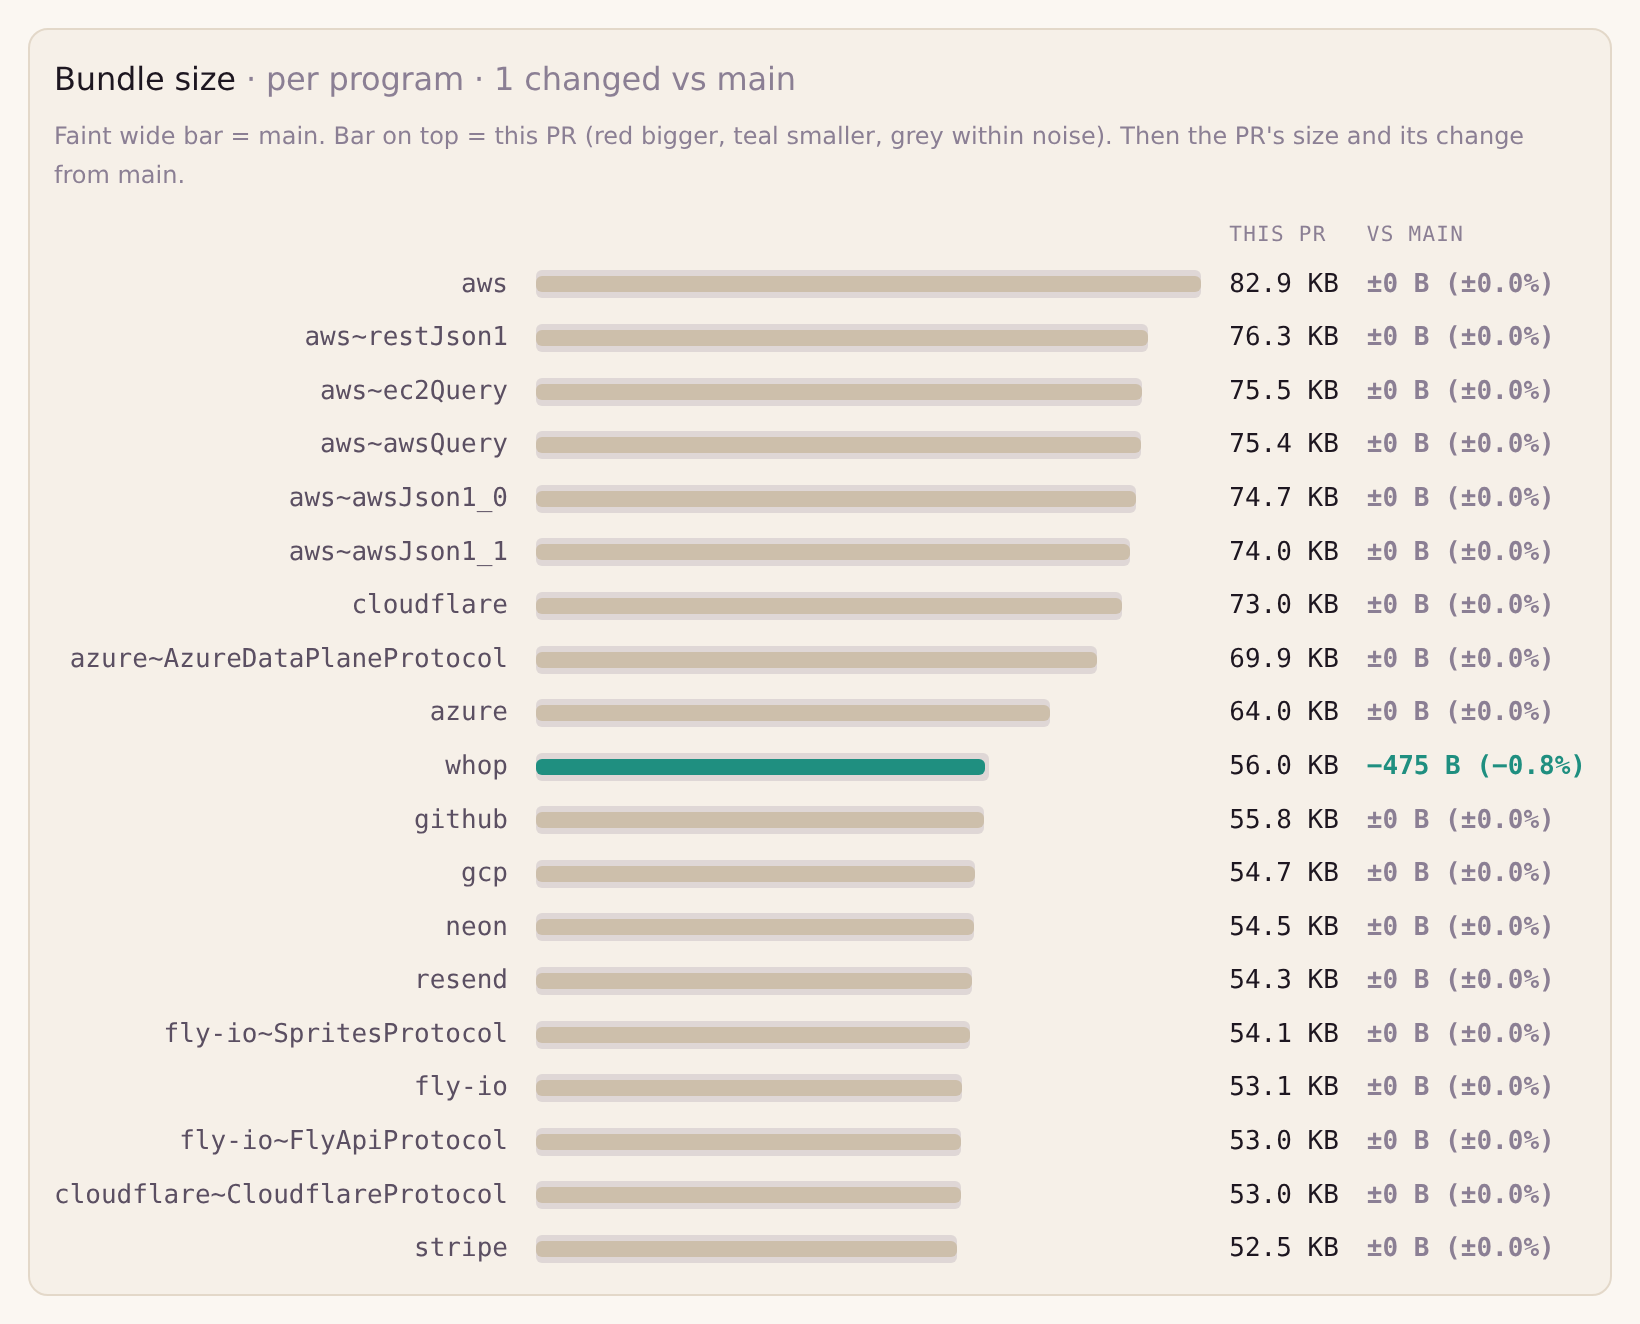 Bundle size · per program · 1 changed vs main
Faint wide bar = main. Bar on top = this PR (red bigger, teal smaller, grey within noise). Then the PR's size and its change
from main.
THIS PR VS MAIN
aws 82.9 KB ±0 B (±0.0%)
aws~restJson1 76.3 KB ±0 B (±0.0%)
aws~ec2Query 75.5 KB ±0 B (±0.0%)
aws~awsQuery 75.4 KB ±0 B (±0.0%)
aws~awsJson1_0 74.7 KB ±0 B (±0.0%)
aws~awsJson1_1 74.0 KB ±0 B (±0.0%)
cloudflare 73.0 KB ±0 B (±0.0%)
azure~AzureDataPlaneProtocol 69.9 KB ±0 B (±0.0%)
azure 64.0 KB ±0 B (±0.0%)
whop 56.0 KB −475 B (−0.8%)
github 55.8 KB ±0 B (±0.0%)
gcp 54.7 KB ±0 B (±0.0%)
neon 54.5 KB ±0 B (±0.0%)
resend 54.3 KB ±0 B (±0.0%)
fly-io~SpritesProtocol 54.1 KB ±0 B (±0.0%)
fly-io 53.1 KB ±0 B (±0.0%)
fly-io~FlyApiProtocol 53.0 KB ±0 B (±0.0%)
cloudflare~CloudflareProtocol 53.0 KB ±0 B (±0.0%)
stripe 52.5 KB ±0 B (±0.0%)